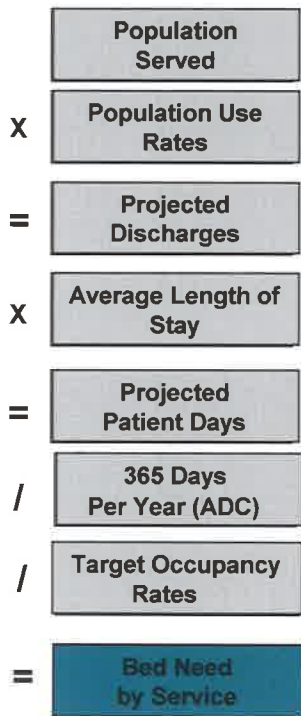 Population
Served
x
Population Use
Rates
=
Projected
Discharges
x
Average Length of
Stay
=
Projected
Patient Days
/
365 Days
Per Year (ADC)
/
Target Occupancy
Rates
=
Bed Need
by Service